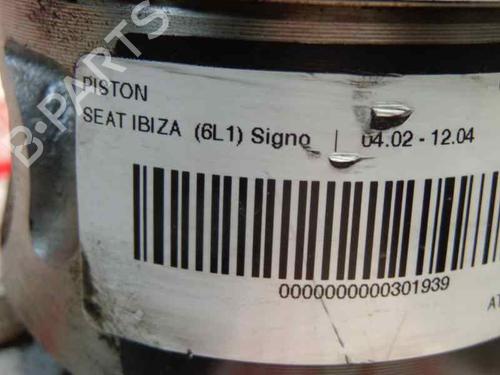 B-PARTS
PISTON
SEAT IBIZA (6L1) Signo | 04.02 - 12.04
0000000000301939